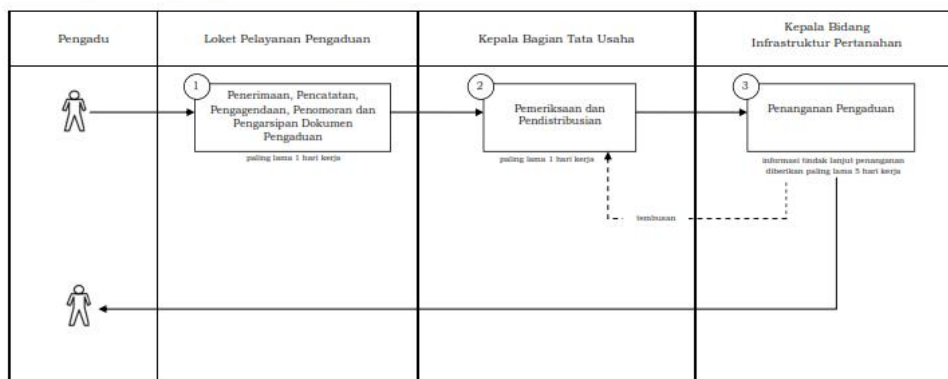 Pengadu
Loket Pelayanan Pengaduan
Kepala Bagian Tata Usaha
Kepala Bidang
Infrastruktur Pertanahan
1
Penerimaan, Pencatatan,
Pengagendaan, Penomoran dan
Pengarsipan Dokumen
Pengaduan
paling lama 1 hari kerja
2
Pemeriksaan dan
Pendistribusian
paling lama 1 hari kerja
3
Penanganan Pengaduan
informasi tindak lanjut penanganan
diberikan paling lama 5 hari kerja
tembusan